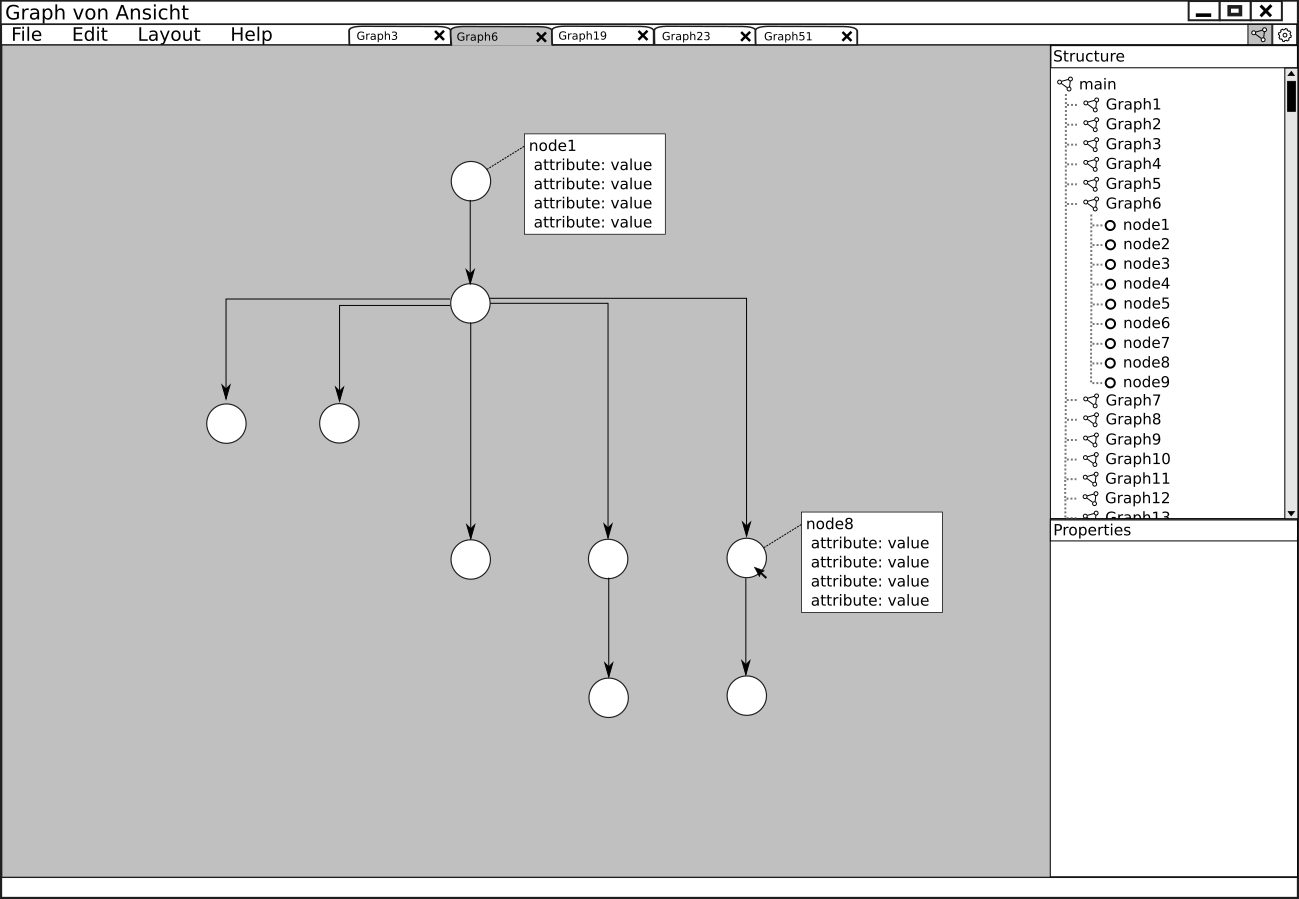 Graph von Ansicht
File Edit Layout Help
Graph3 Graph6 Graph19 Graph23 Graph51
node1
attribute: value
attribute: value
attribute: value
attribute: value
node8
attribute: value
attribute: value
attribute: value
attribute: value
Structure
main
Graph1
Graph2
Graph3
Graph4
Graph5
Graph6
node1
node2
node3
node4
node5
node6
node7
node8
node9
Graph7
Graph8
Graph9
Graph10
Graph11
Graph12
Graph13
Properties